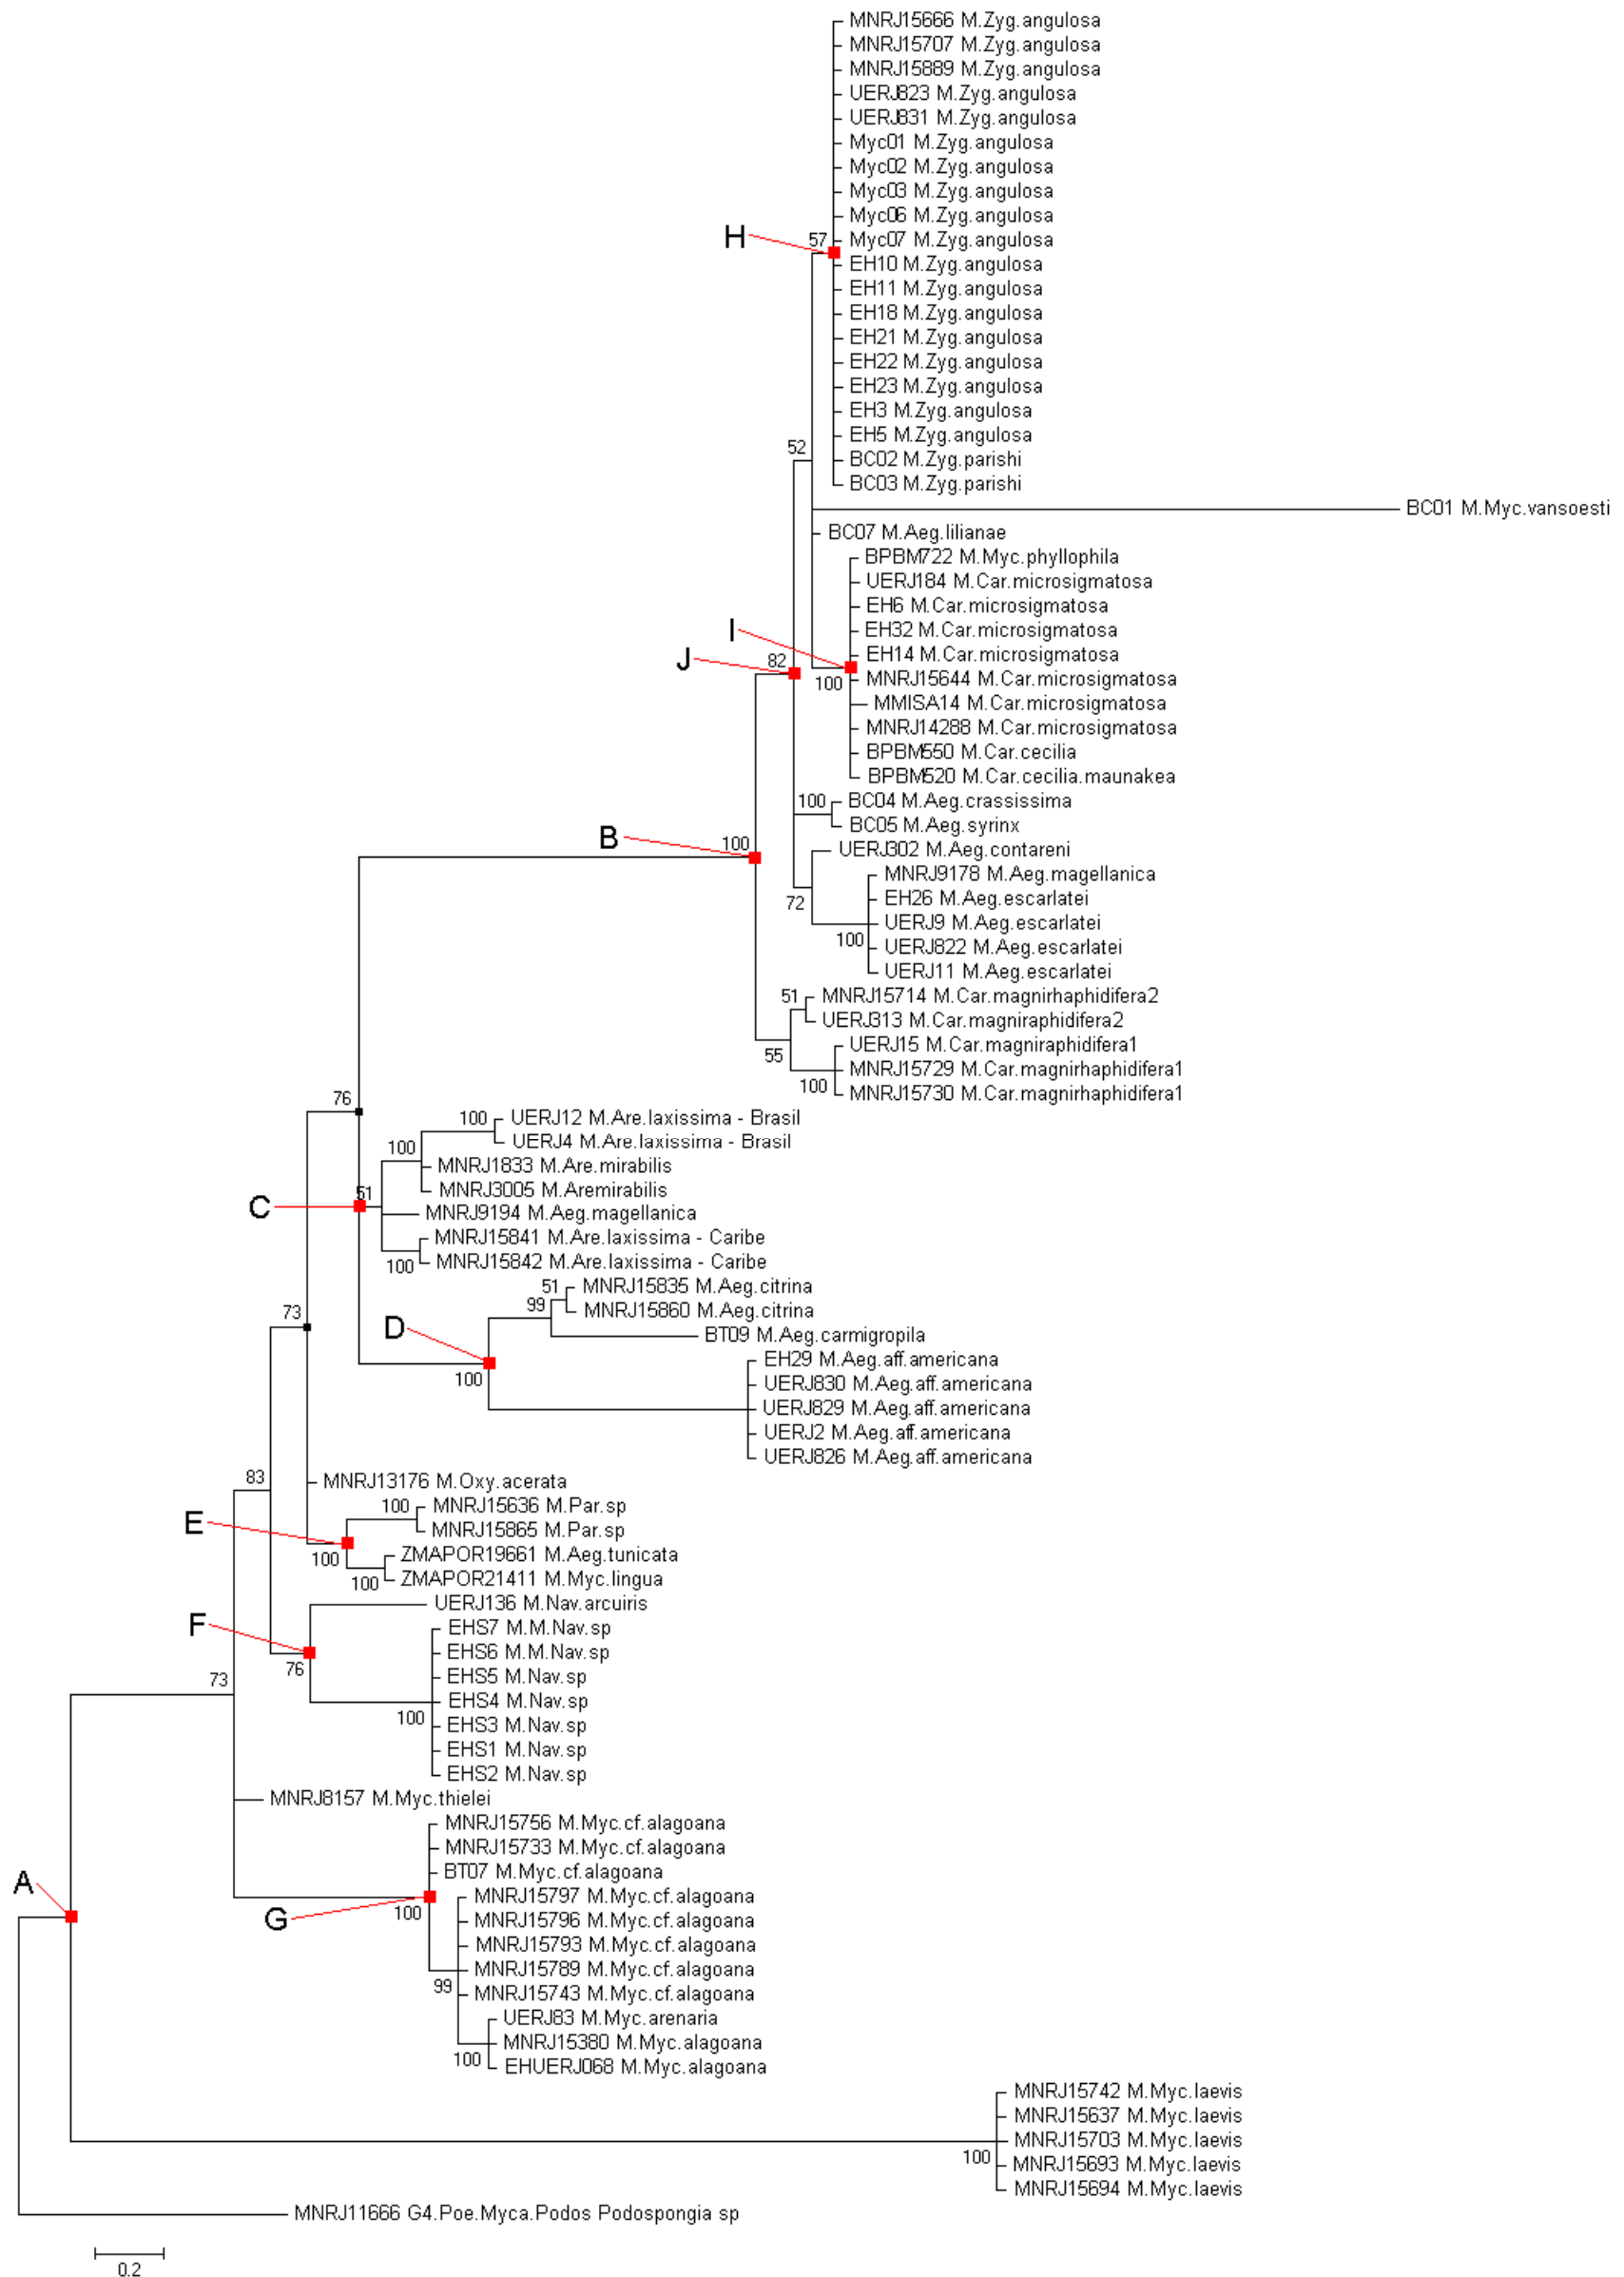 MNRJ15666 M.Zyg.angulosa
MNRJ15707 M.Zyg.angulosa
MNRJ15889 M.Zyg.angulosa
UERJ823 M.Zyg.angulosa
UERJ831 M.Zyg.angulosa
Myc01 M.Zyg.angulosa
Myc02 M.Zyg.angulosa
Myc03 M.Zyg.angulosa
Myc06 M.Zyg.angulosa
H
57
Myc07 M.Zyg.angulosa
EH10 M.Zyg.angulosa
EH11 M.Zyg.angulosa
EH18 M.Zyg.angulosa
EH21 M.Zyg.angulosa
EH22 M.Zyg.angulosa
EH23 M.Zyg.angulosa
EH3 M.Zyg.angulosa
EH5 M.Zyg.angulosa
52
BC02 M.Zyg.parishi
BC03 M.Zyg.parishi
BC01 M.Myc.vansoesti
BC07 M.Aeg.lilianae
BPBM722 M.Myc.phyllophila
UERJ184 M.Car.microsigmatosa
EH6 M.Car.microsigmatosa
I
EH32 M.Car.microsigmatosa
J
82
EH14 M.Car.microsigmatosa
100
MNRJ15644 M.Car.microsigmatosa
MMISA14 M.Car.microsigmatosa
MNRJ14288 M.Car.microsigmatosa
BPBM550 M.Car.cecilia
BPBM520 M.Car.cecilia.maunakea
100
BC04 M.Aeg.crassissima
BC05 M.Aeg.syrinx
B
100
UERJ302 M.Aeg.contareni
MNRJ9178 M.Aeg.magellanica
72
EH26 M.Aeg.escarlatei
UERJ9 M.Aeg.escarlatei
100
UERJ822 M.Aeg.escarlatei
UERJ11 M.Aeg.escarlatei
51
MNRJ15714 M.Car.magnirhaphidifera2
UERJ313 M.Car.magniraphidifera2
UERJ15 M.Car.magniraphidifera1
55
MNRJ15729 M.Car.magnirhaphidifera1
100
MNRJ15730 M.Car.magnirhaphidifera1
76
100
UERJ12 M.Are.laxissima - Brasil
UERJ4 M.Are.laxissima - Brasil
100
MNRJ1833 M.Are.mirabilis
MNRJ3005 M.Aremirabilis
C
51
MNRJ9194 M.Aeg.magellanica
MNRJ15841 M.Are.laxissima - Caribe
100
MNRJ15842 M.Are.laxissima - Caribe
51
MNRJ15835 M.Aeg.citrina
99
MNRJ15860 M.Aeg.citrina
73
D
BT09 M.Aeg.carmigropila
EH29 M.Aeg.aff.americana
100
UERJ830 M.Aeg.aff.americana
UERJ829 M.Aeg.aff.americana
UERJ2 M.Aeg.aff.americana
UERJ826 M.Aeg.aff.americana
83
MNRJ13176 M.Oxy.acerata
100
MNRJ15636 M.Par.sp
E
MNRJ15865 M.Par.sp
100
ZMAPOR19661 M.Aeg.tunicata
100
ZMAPOR21411 M.Myc.lingua
UERJ136 M.Nav.arcuiris
F
EHS7 M.M.Nav.sp
EHS6 M.M.Nav.sp
76
EHS5 M.Nav.sp
73
EHS4 M.Nav.sp
100
EHS3 M.Nav.sp
EHS1 M.Nav.sp
EHS2 M.Nav.sp
MNRJ8157 M.Myc.thielei
MNRJ15756 M.Myc.cf.alagoana
MNRJ15733 M.Myc.cf.alagoana
A
BT07 M.Myc.cf.alagoana
MNRJ15797 M.Myc.cf.alagoana
G
100
MNRJ15796 M.Myc.cf.alagoana
MNRJ15793 M.Myc.cf.alagoana
MNRJ15789 M.Myc.cf.alagoana
99
MNRJ15743 M.Myc.cf.alagoana
UERJ83 M.Myc.arenaria
MNRJ15380 M.Myc.alagoana
100
EHUERJ068 M.Myc.alagoana
MNRJ15742 M.Myc.laevis
MNRJ15637 M.Myc.laevis
MNRJ15703 M.Myc.laevis
100
MNRJ15693 M.Myc.laevis
MNRJ15694 M.Myc.laevis
MNRJ11666 G4.Poe.Myca.Podos Podospongia sp
0.2